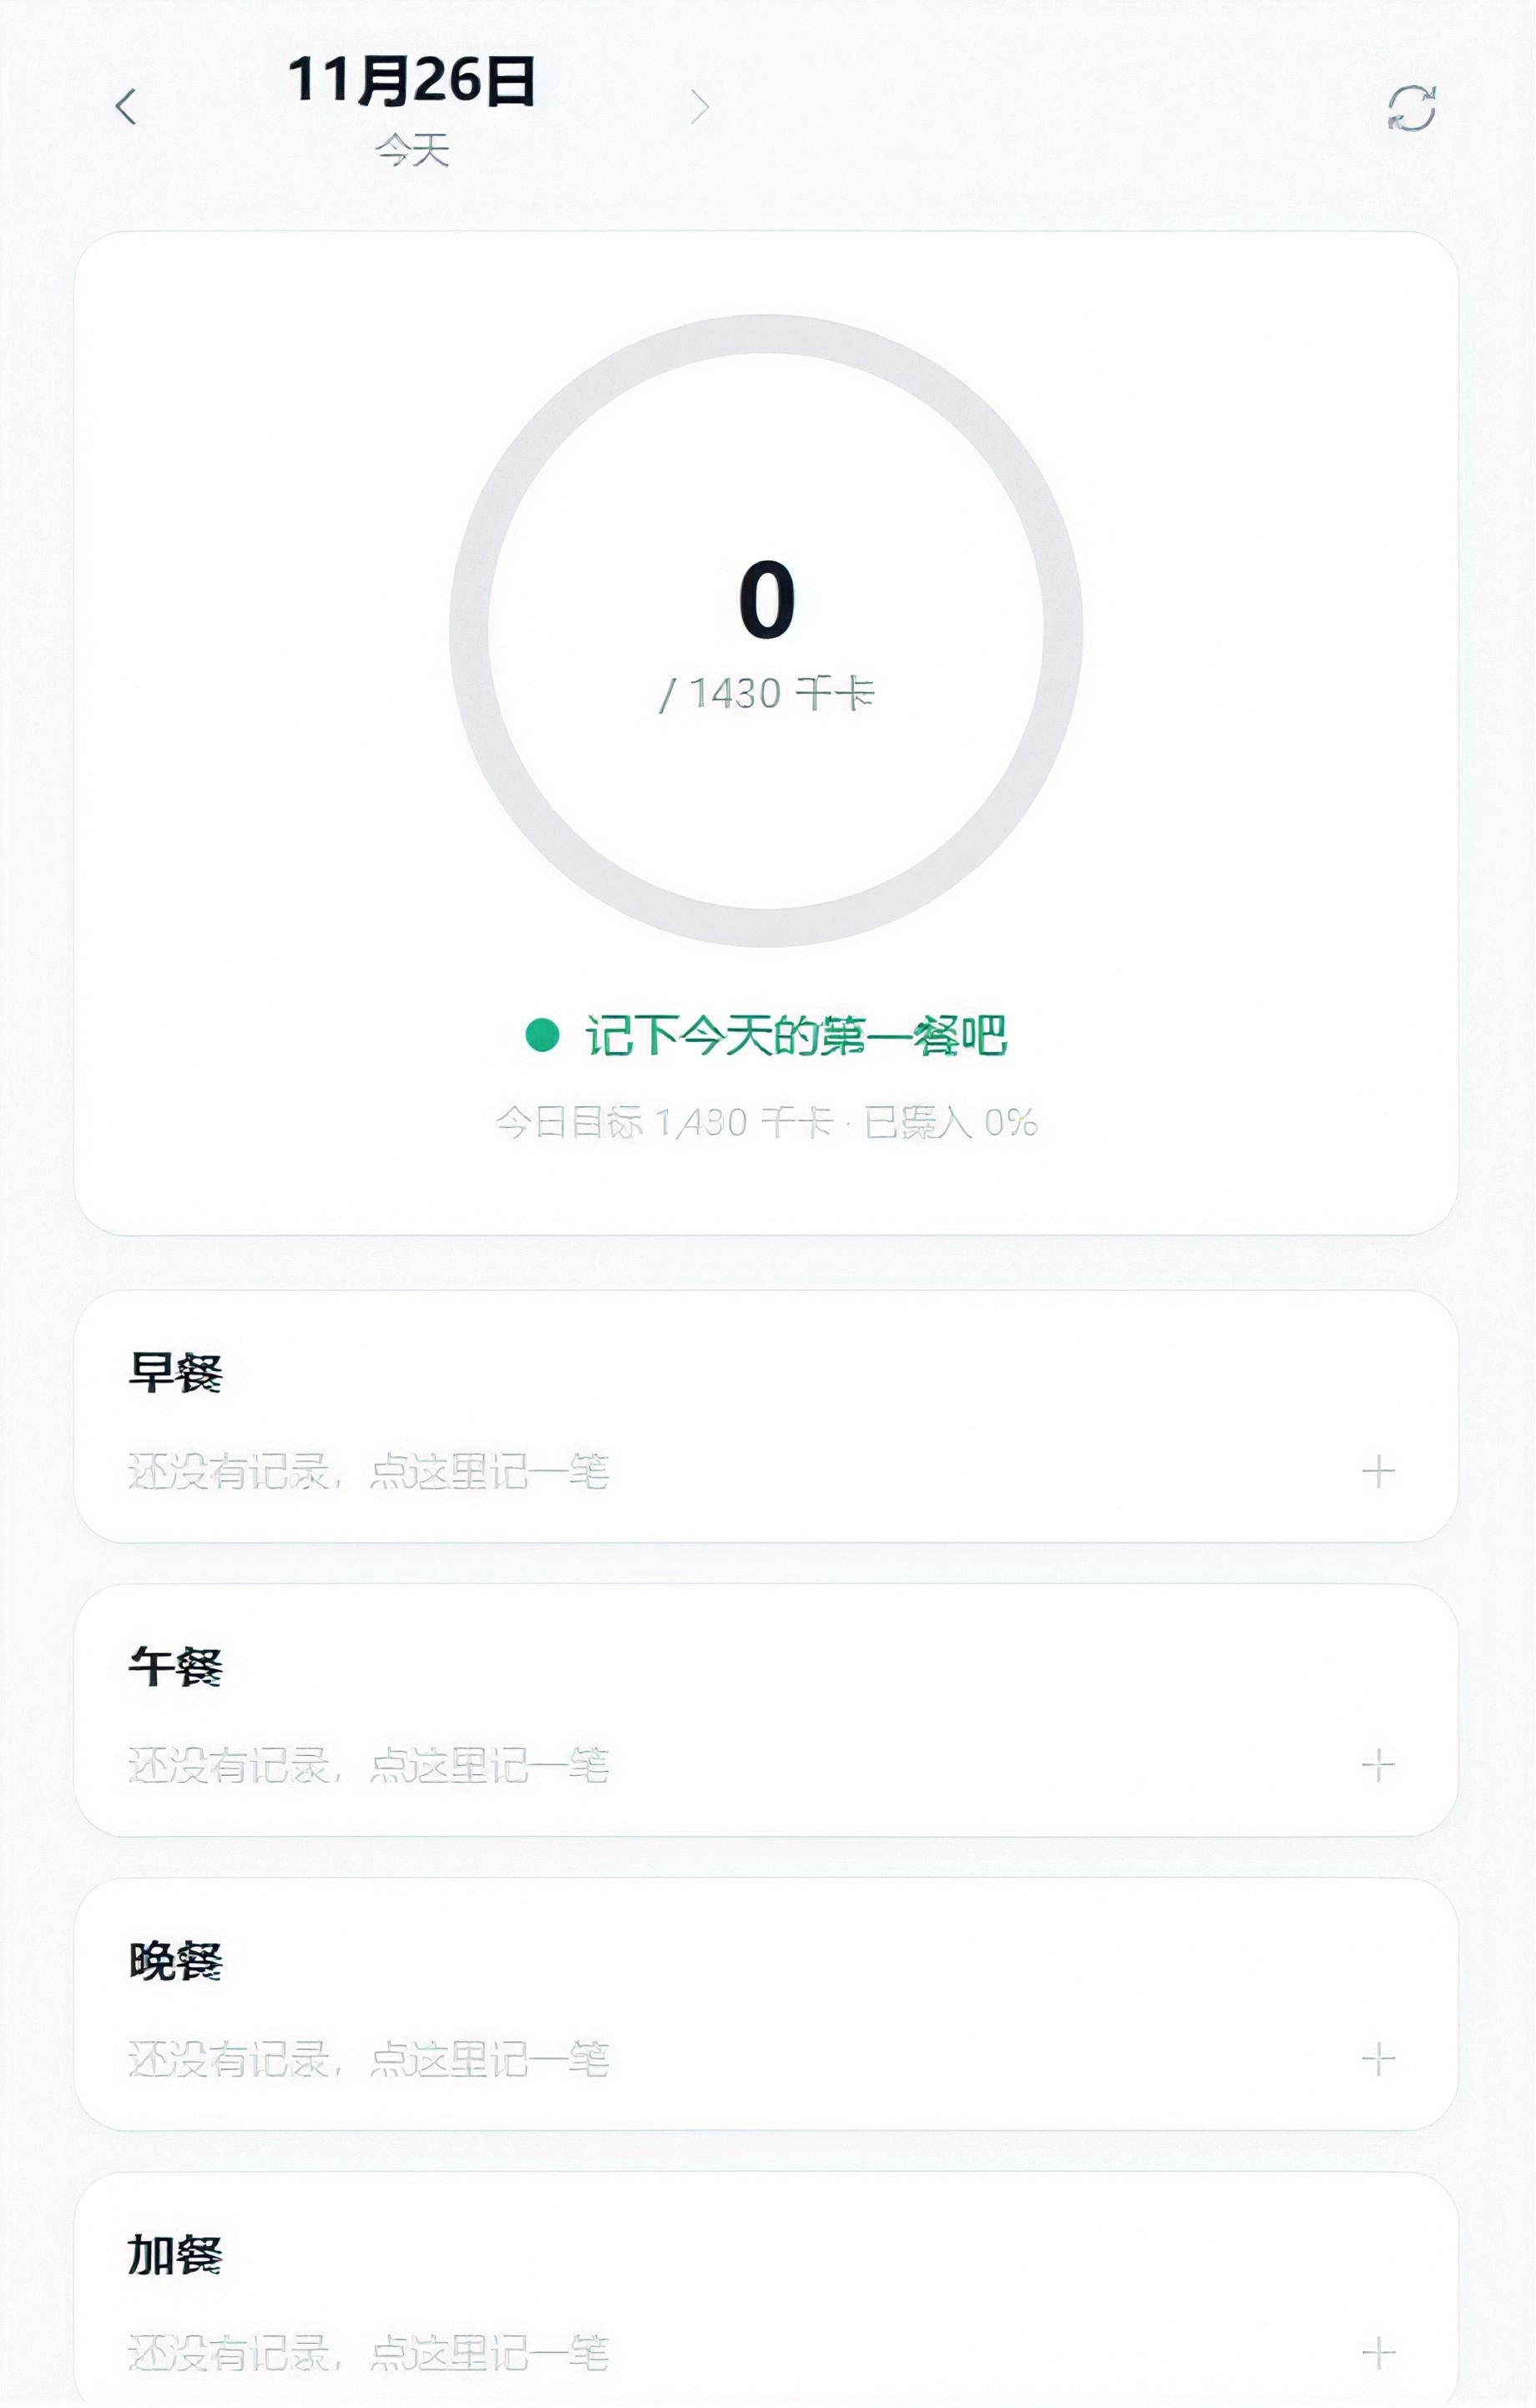 11月26日
今天
0
/ 1430 千卡
记下今天的第一餐吧
今日目标 1,430 千卡 · 已摄入 0%
早餐
还没有记录，点这里记一笔
午餐
还没有记录，点这里记一笔
晚餐
还没有记录，点这里记一笔
加餐
还没有记录，点这里记一笔